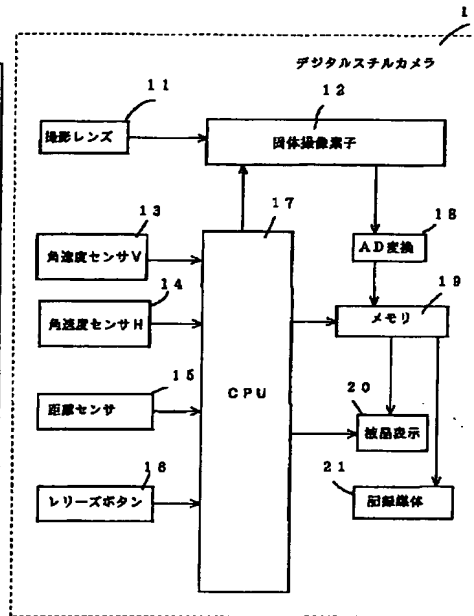 1
デジタルスチルカメラ
11
12
撮影レンズ
固体撮像素子
17
13
18
角速度センサV
AD変換
14
19
角速度センサH
メモリ
15
CPU
20
距離センサ
液晶表示
16
21
レリーズボタン
記録媒体